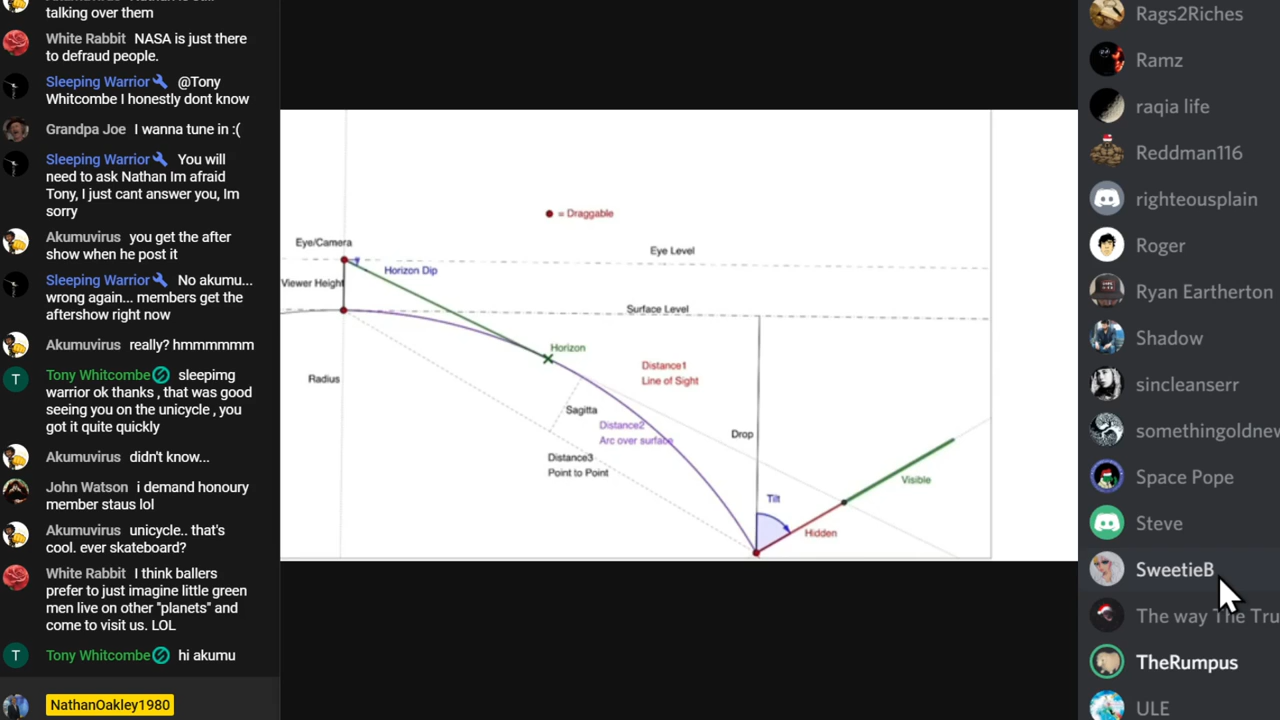 talking over them
White Rabbit NASA is just there
to defraud people.
Sleeping Warrior @Tony
Whitcombe I honestly dont know
Grandpa Joe I wanna tune in :(
Sleeping Warrior You will
need to ask Nathan Im afraid
Tony, I just cant answer you, Im
sorry
Akumuvirus you get the after
show when he post it
Sleeping Warrior No akumu...
wrong again... members get the
aftershow right now
Akumuvirus really? hmmmmmm
Tony Whitcombe sleepimg
warrior ok thanks , that was good
seeing you on the unicycle , you
got it quite quickly
Akumuvirus didn't know...
John Watson i demand honoury
member staus lol
Akumuvirus unicycle.. that's
cool. ever skateboard?
White Rabbit I think ballers
prefer to just imagine little green
men live on other "planets" and
come to visit us. LOL
Tony Whitcombe hi akumu
NathanOakley1980
= Draggable
Eye/Camera
Eye Level
Horizon Dip
Viewer Height
Surface Level
Horizon
Distance1
Line of Sight
Radius
Sagitta
Distance2
Arc over surface
Drop
Distance3
Point to Point
Visible
Tilt
Hidden
Rags2Riches
Ramz
raqia life
Reddman116
righteousplain
Roger
Ryan Eartherton
Shadow
sincleanserr
somethingoldnew
Space Pope
Steve
SweetieB
The way The Tru
TheRumpus
ULE